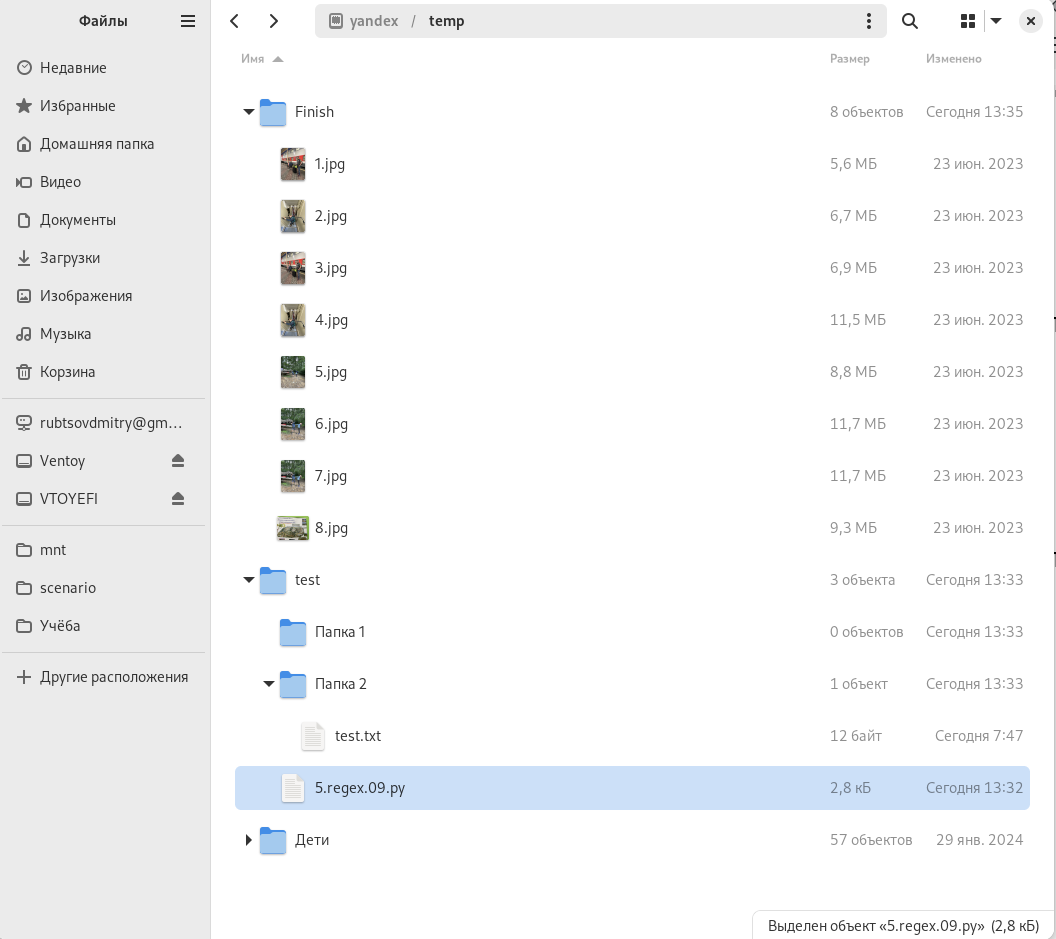 Файлы
yandex / temp
Имя Размер Изменено
Недавние
Избранные
Домашняя папка
Видео
Документы
Загрузки
Изображения
Музыка
Корзина
rubtsovdmitry@gm...
Ventoy
VTOYEFI
mnt
scenario
Учёба
Другие расположения
Finish 8 объектов Сегодня 13:35
1.jpg 5,6 МБ 23 июн. 2023
2.jpg 6,7 МБ 23 июн. 2023
3.jpg 6,9 МБ 23 июн. 2023
4.jpg 11,5 МБ 23 июн. 2023
5.jpg 8,8 МБ 23 июн. 2023
6.jpg 11,7 МБ 23 июн. 2023
7.jpg 11,7 МБ 23 июн. 2023
8.jpg 9,3 МБ 23 июн. 2023
test 3 объекта Сегодня 13:33
Папка 1 0 объектов Сегодня 13:33
Папка 2 1 объект Сегодня 13:33
test.txt 12 байт Сегодня 7:47
5.regex.09.py 2,8 кБ Сегодня 13:32
Дети 57 объектов 29 янв. 2024
Выделен объект «5.regex.09.py» (2,8 кБ)